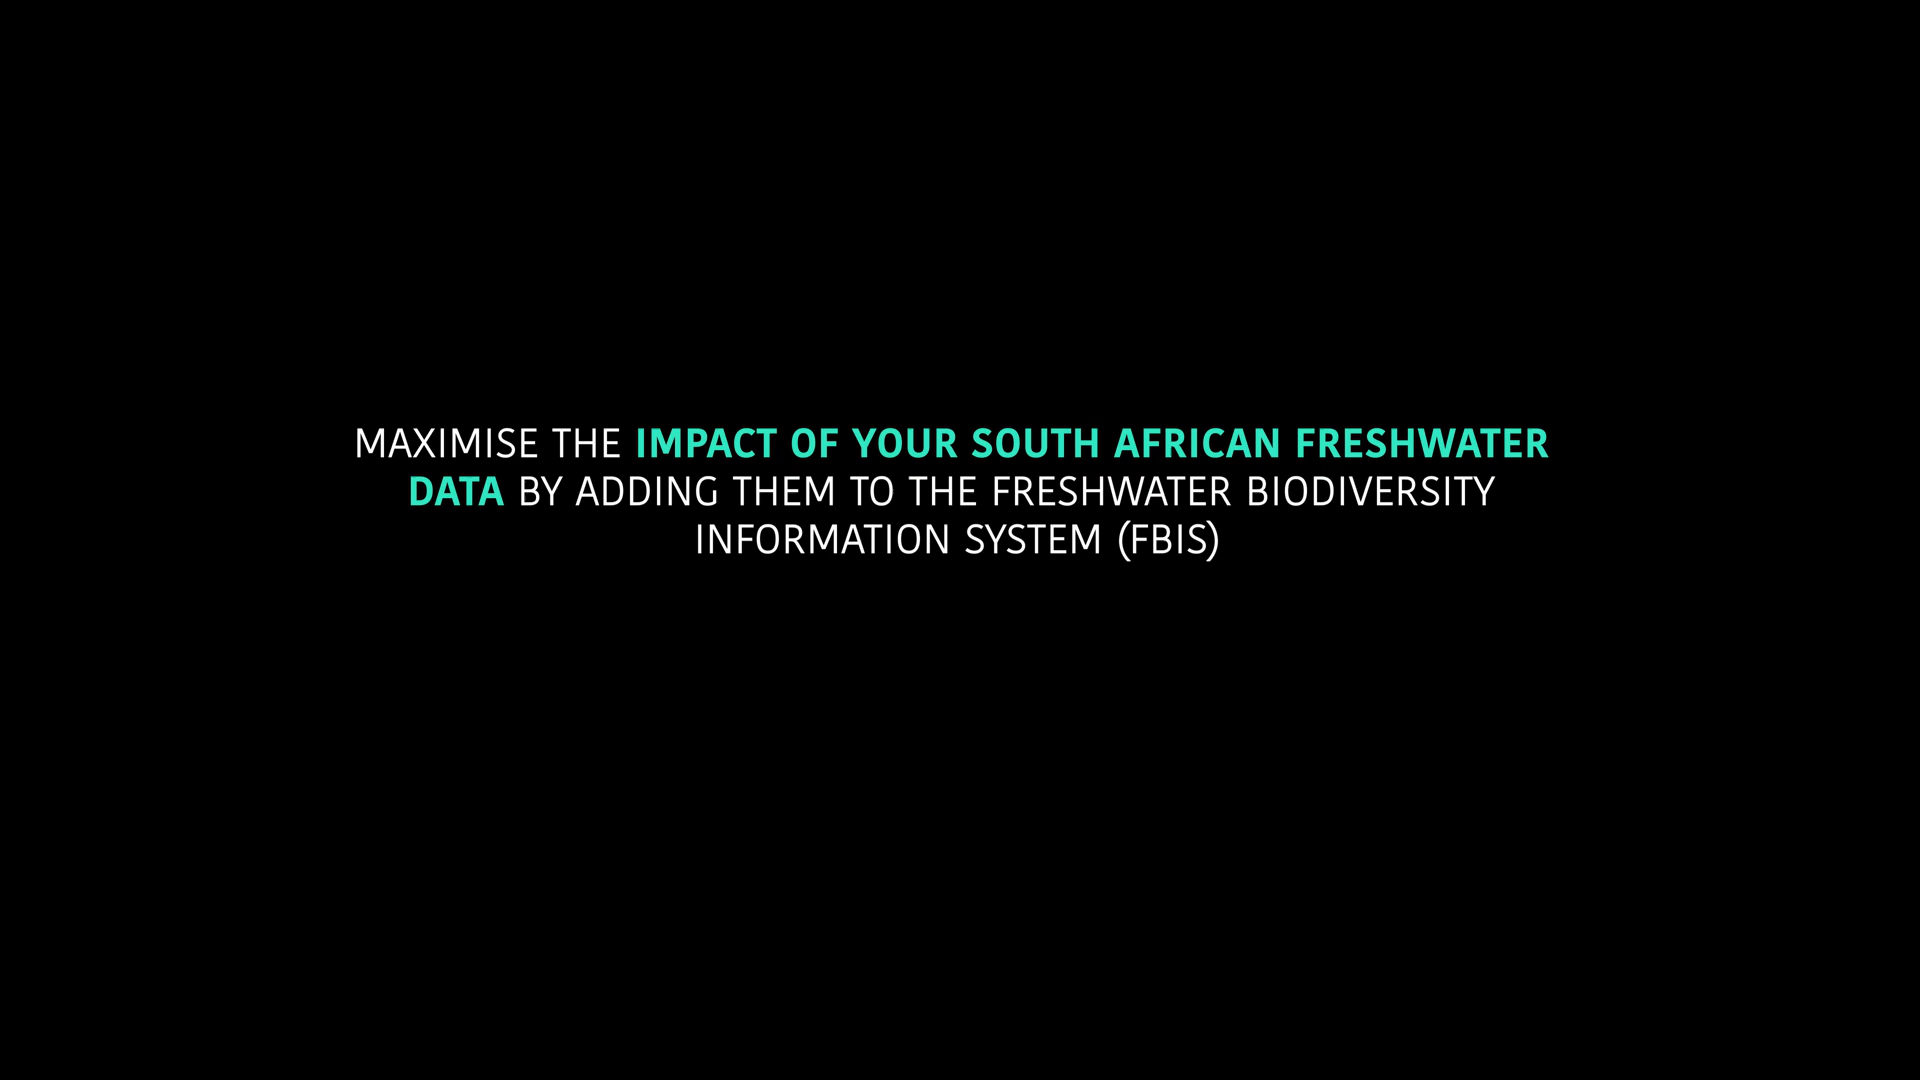 MAXIMISE THE IMPACT OF YOUR SOUTH AFRICAN FRESHWATER
DATA BY ADDING THEM TO THE FRESHWATER BIODIVERSITY
INFORMATION SYSTEM (FBIS)